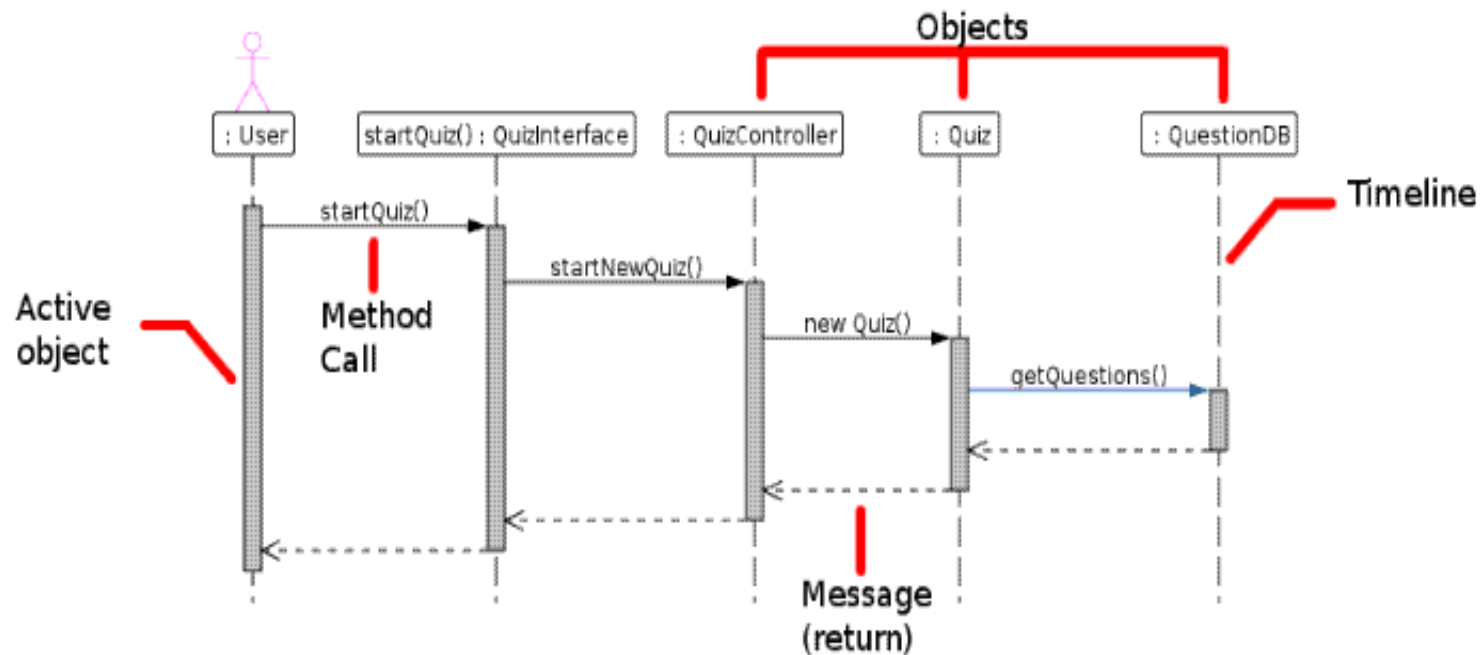 Objects
: User
startQuiz() : QuizInterface
: QuizController
: Quiz
: QuestionDB
Timeline
startQuiz()
startNewQuiz()
Active
object
Method
Call
new Quiz()
getQuestions()
Message
(return)